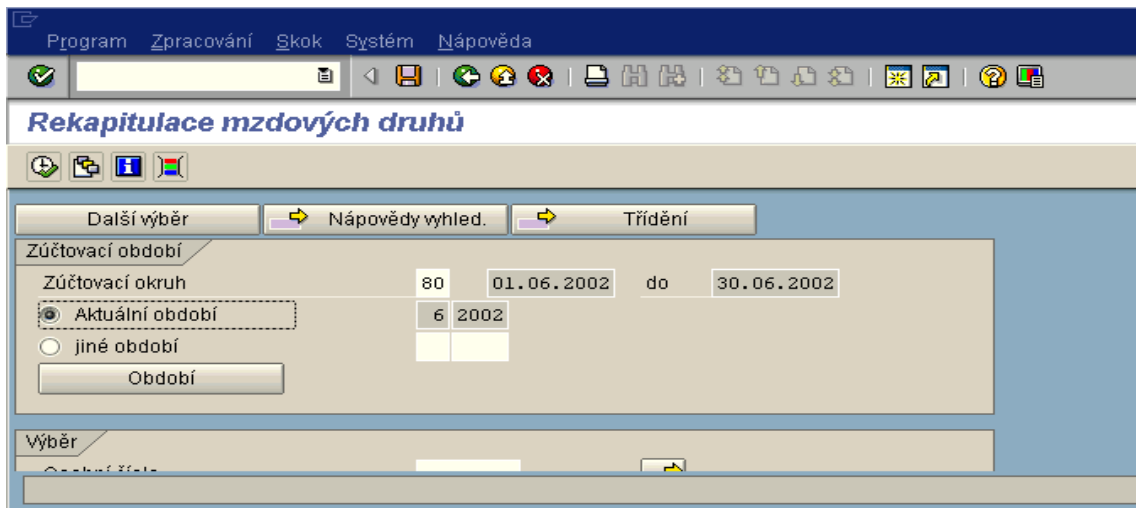 Program Zpracování Skok Systém Nápověda
Rekapitulace mzdových druhů
Další výběr Nápovědy vyhled. Třídění
Zúčtovací období
Zúčtovací okruh 80 01.06.2002 do 30.06.2002
Aktuální období 6 2002
jiné období
Období
Výběr